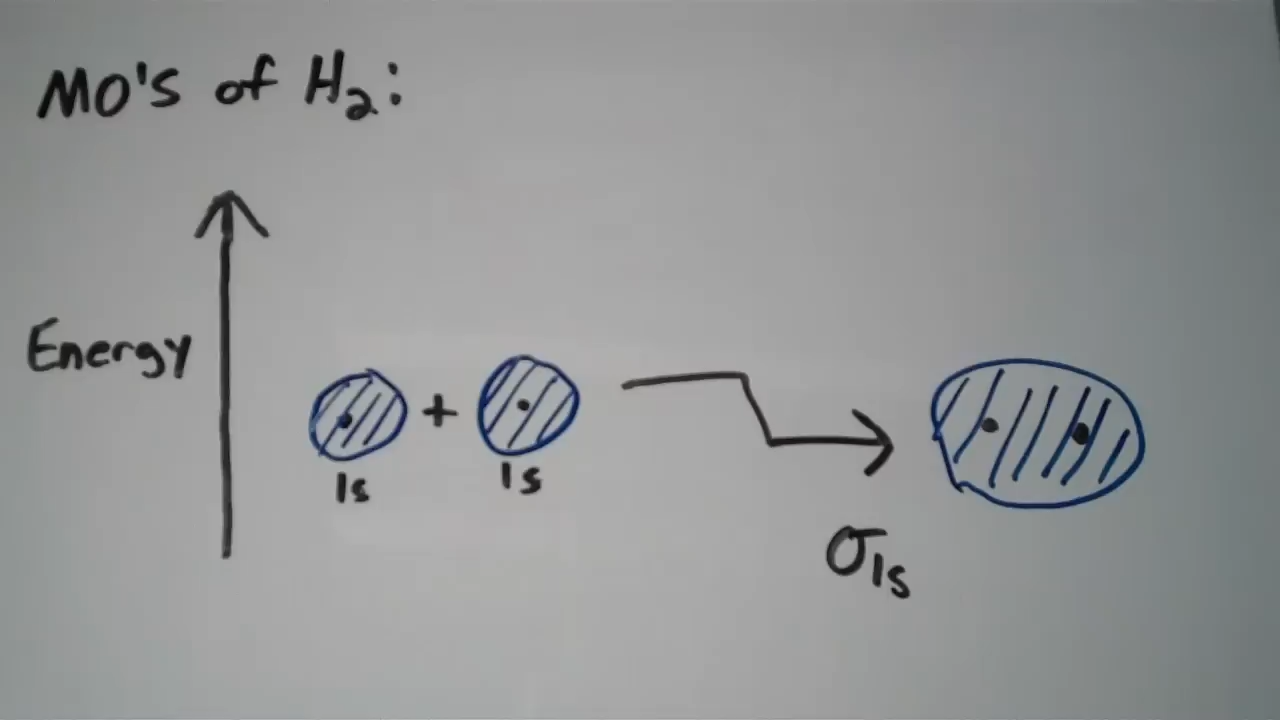 MO's of H₂:
Energy
+
1s
1s
σ1s